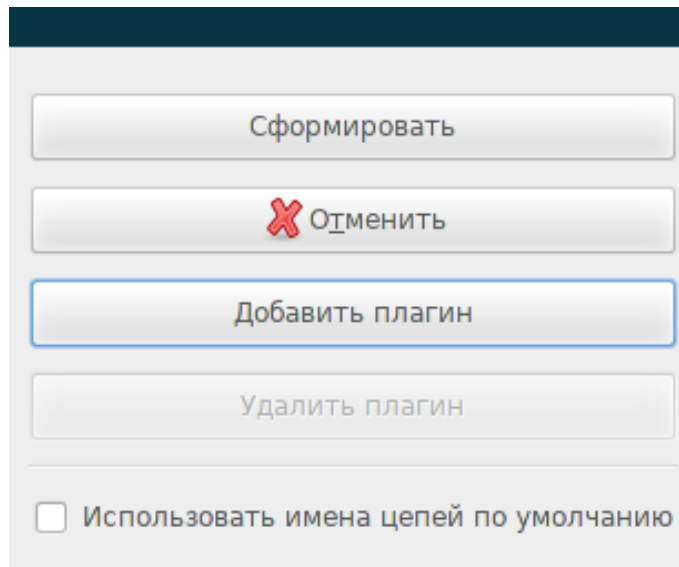 Сформировать
Отменить
Добавить плагин
Удалить плагин
Использовать имена цепей по умолчанию